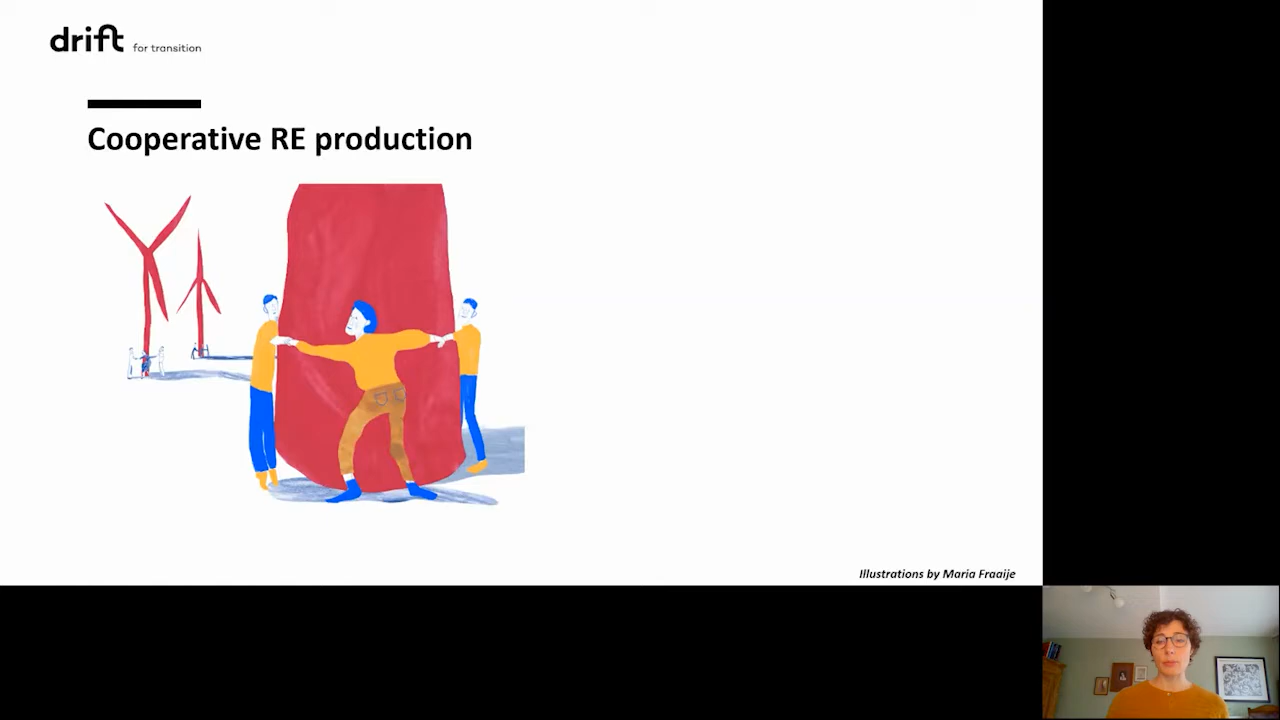 drift for transition
Cooperative RE production
Illustrations by Maria Fraaije